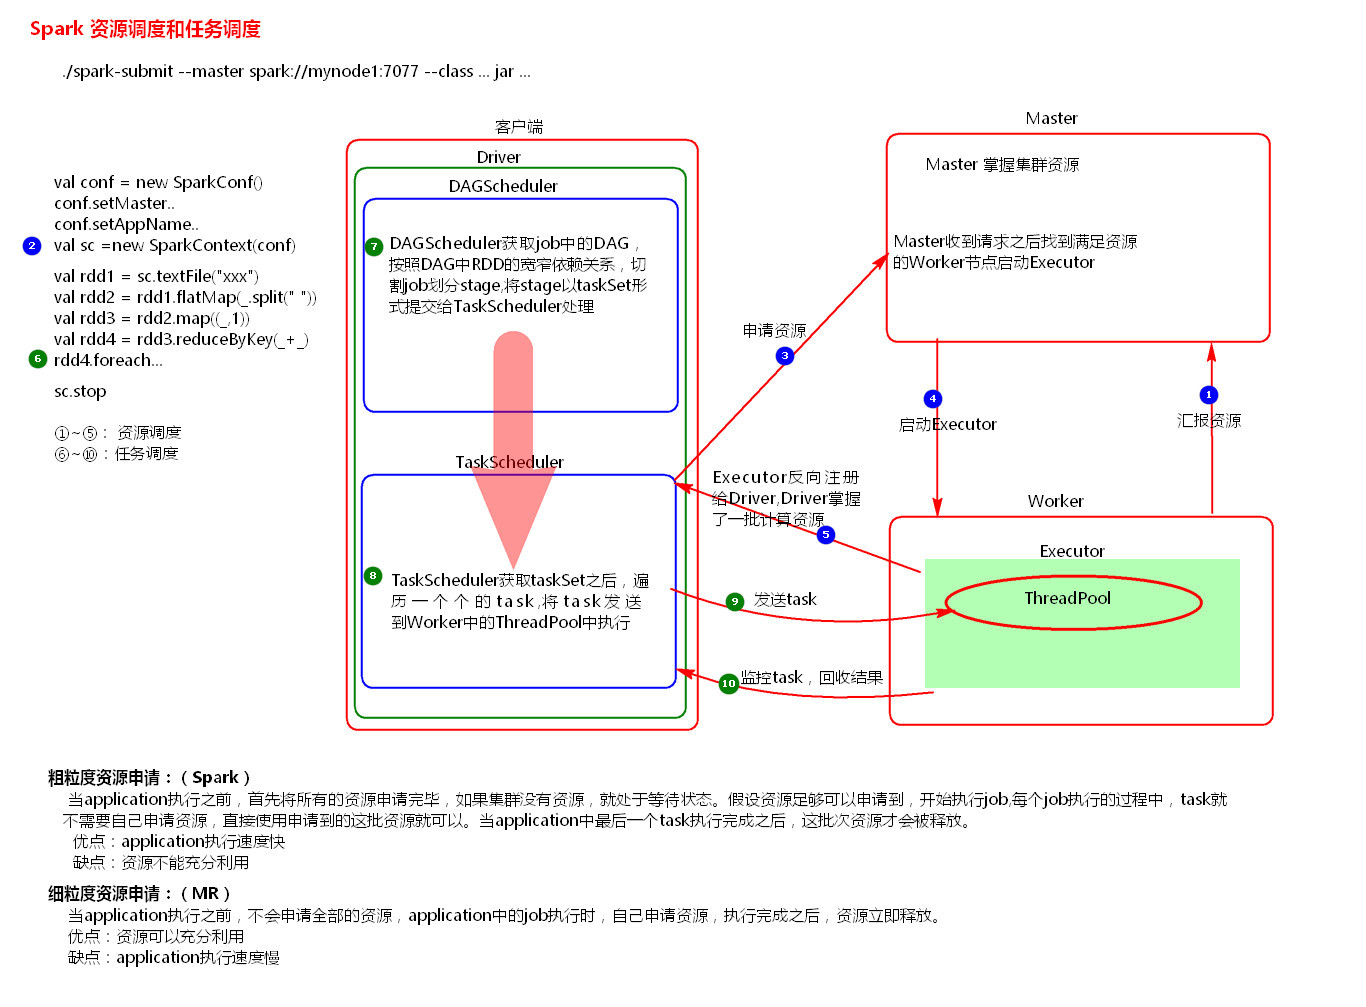 Spark 资源调度和任务调度
./spark-submit --master spark://mynode1:7077 --class ... jar ...
客户端
Driver
DAGScheduler
Master
Master 掌握集群资源
Master收到请求之后找到满足资源
的Worker节点启动Executor
val conf = new SparkConf()
conf.setMaster..
conf.setAppName..
2 val sc =new SparkContext(conf)
val rdd1 = sc.textFile("xxx")
val rdd2 = rdd1.flatMap(_.split(" "))
val rdd3 = rdd2.map((_,1))
val rdd4 = rdd3.reduceByKey(_+_)
6 rdd4.foreach...
sc.stop
①~⑤： 资源调度
⑥~⑩：任务调度
7 DAGScheduler获取job中的DAG，
按照DAG中RDD的宽窄依赖关系，切
割job划分stage,将stage以taskSet形
式提交给TaskScheduler处理
申请资源
3
4
启动Executor
1
汇报资源
TaskScheduler
Executor反向注册
给Driver,Driver掌握
了一批计算资源
5
Worker
Executor
ThreadPool
8 TaskScheduler获取taskSet之后，遍
历一个个的task,将task发送
到Worker中的ThreadPool中执行
9 发送task
10 监控task，回收结果
粗粒度资源申请：（Spark）
当application执行之前，首先将所有的资源申请完毕，如果集群没有资源，就处于等待状态。假设资源足够可以申请到，开始执行job,每个job执行的过程中，task就
不需要自己申请资源，直接使用申请到的这批资源就可以。当application中最后一个task执行完成之后，这批次资源才会被释放。
优点：application执行速度快
缺点：资源不能充分利用
细粒度资源申请：（MR）
当application执行之前，不会申请全部的资源，application中的job执行时，自己申请资源，执行完成之后，资源立即释放。
优点：资源可以充分利用
缺点：application执行速度慢